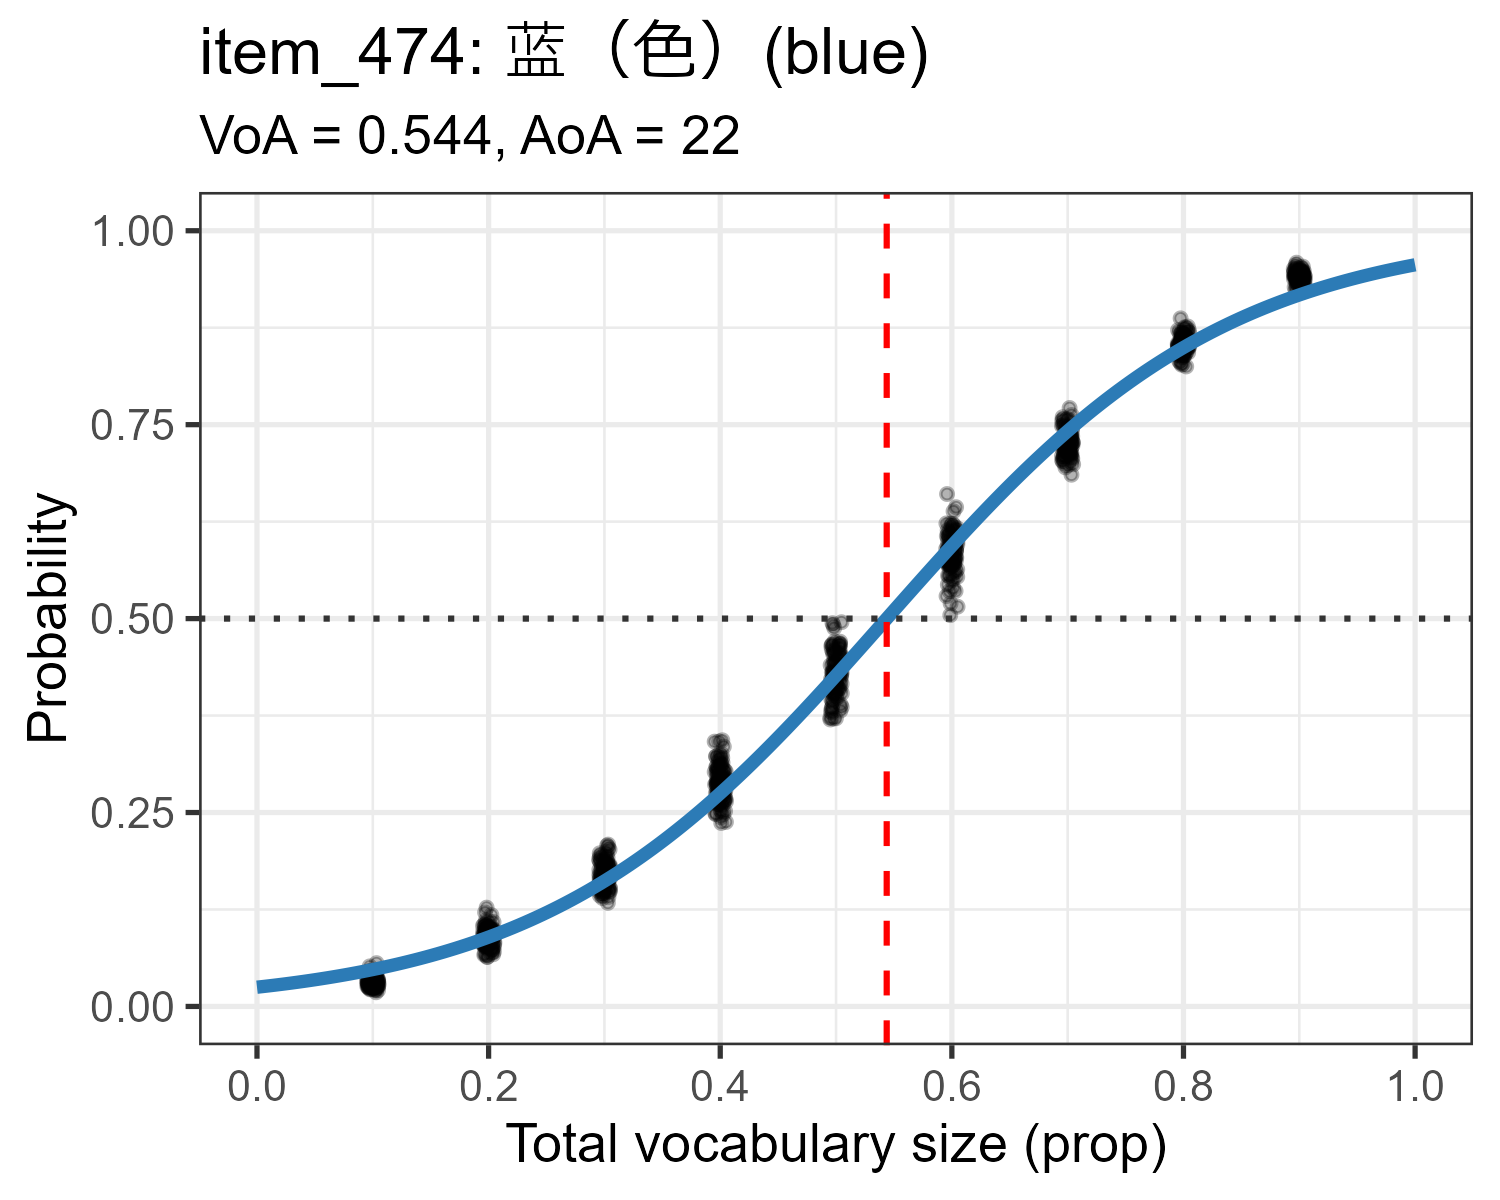 item_474: 蓝（色）(blue)
VoA = 0.544, AoA = 22
1.00
0.75
0.50
0.25
0.00
Probability
0.0 0.2 0.4 0.6 0.8 1.0
Total vocabulary size (prop)